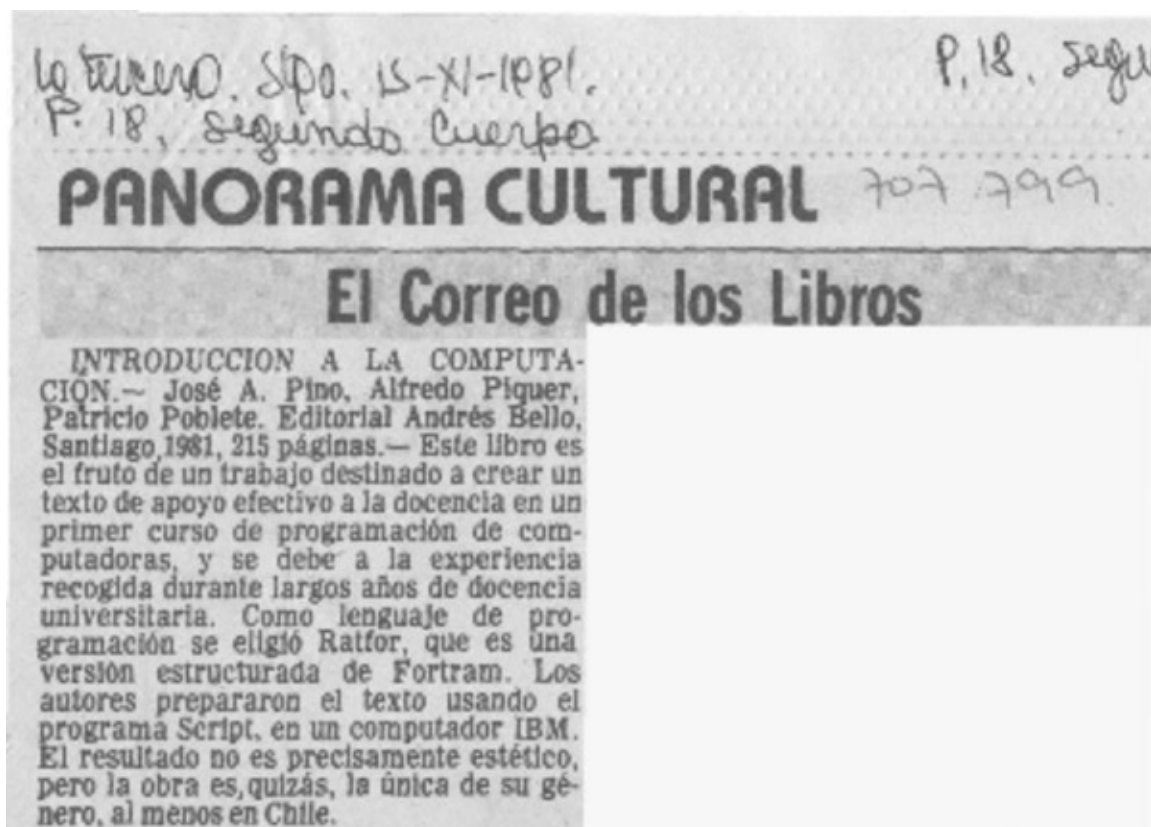 La Tercera. Stgo. 15-XI-1981.
P. 18, segundo cuerpo
P. 18, segu
PANORAMA CULTURAL 707.799
El Correo de los Libros
INTRODUCCION A LA COMPUTA-
CIÓN.— José A. Pino, Alfredo Piquer,
Patricio Poblete. Editorial Andrés Bello,
Santiago, 1981, 215 páginas.— Este libro es
el fruto de un trabajo destinado a crear un
texto de apoyo efectivo a la docencia en un
primer curso de programación de com-
putadoras, y se debe a la experiencia
recogida durante largos años de docencia
universitaria. Como lenguaje de pro-
gramación se eligió Ratfor, que es una
versión estructurada de Fortram. Los
autores prepararon el texto usando el
programa Script, en un computador IBM.
El resultado no es precisamente estético,
pero la obra es, quizás, la única de su gé-
nero, al menos en Chile.